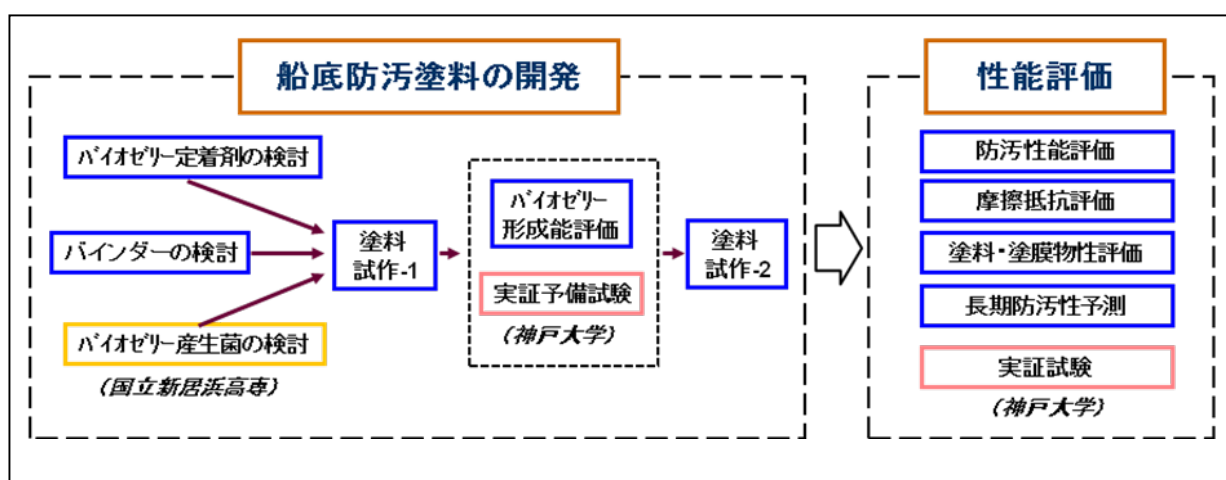 船底防汚塗料の開発
バイオゼリー定着剤の検討
バインダーの検討
バイオゼリー産生菌の検討
(国立新居浜高専)
塗料
試作-1
バイオゼリー
形成能評価
実証予備試験
(神戸大学)
塗料
試作-2
性能評価
防汚性能評価
摩擦抵抗評価
塗料・塗膜物性評価
長期防汚性予測
実証試験
(神戸大学)